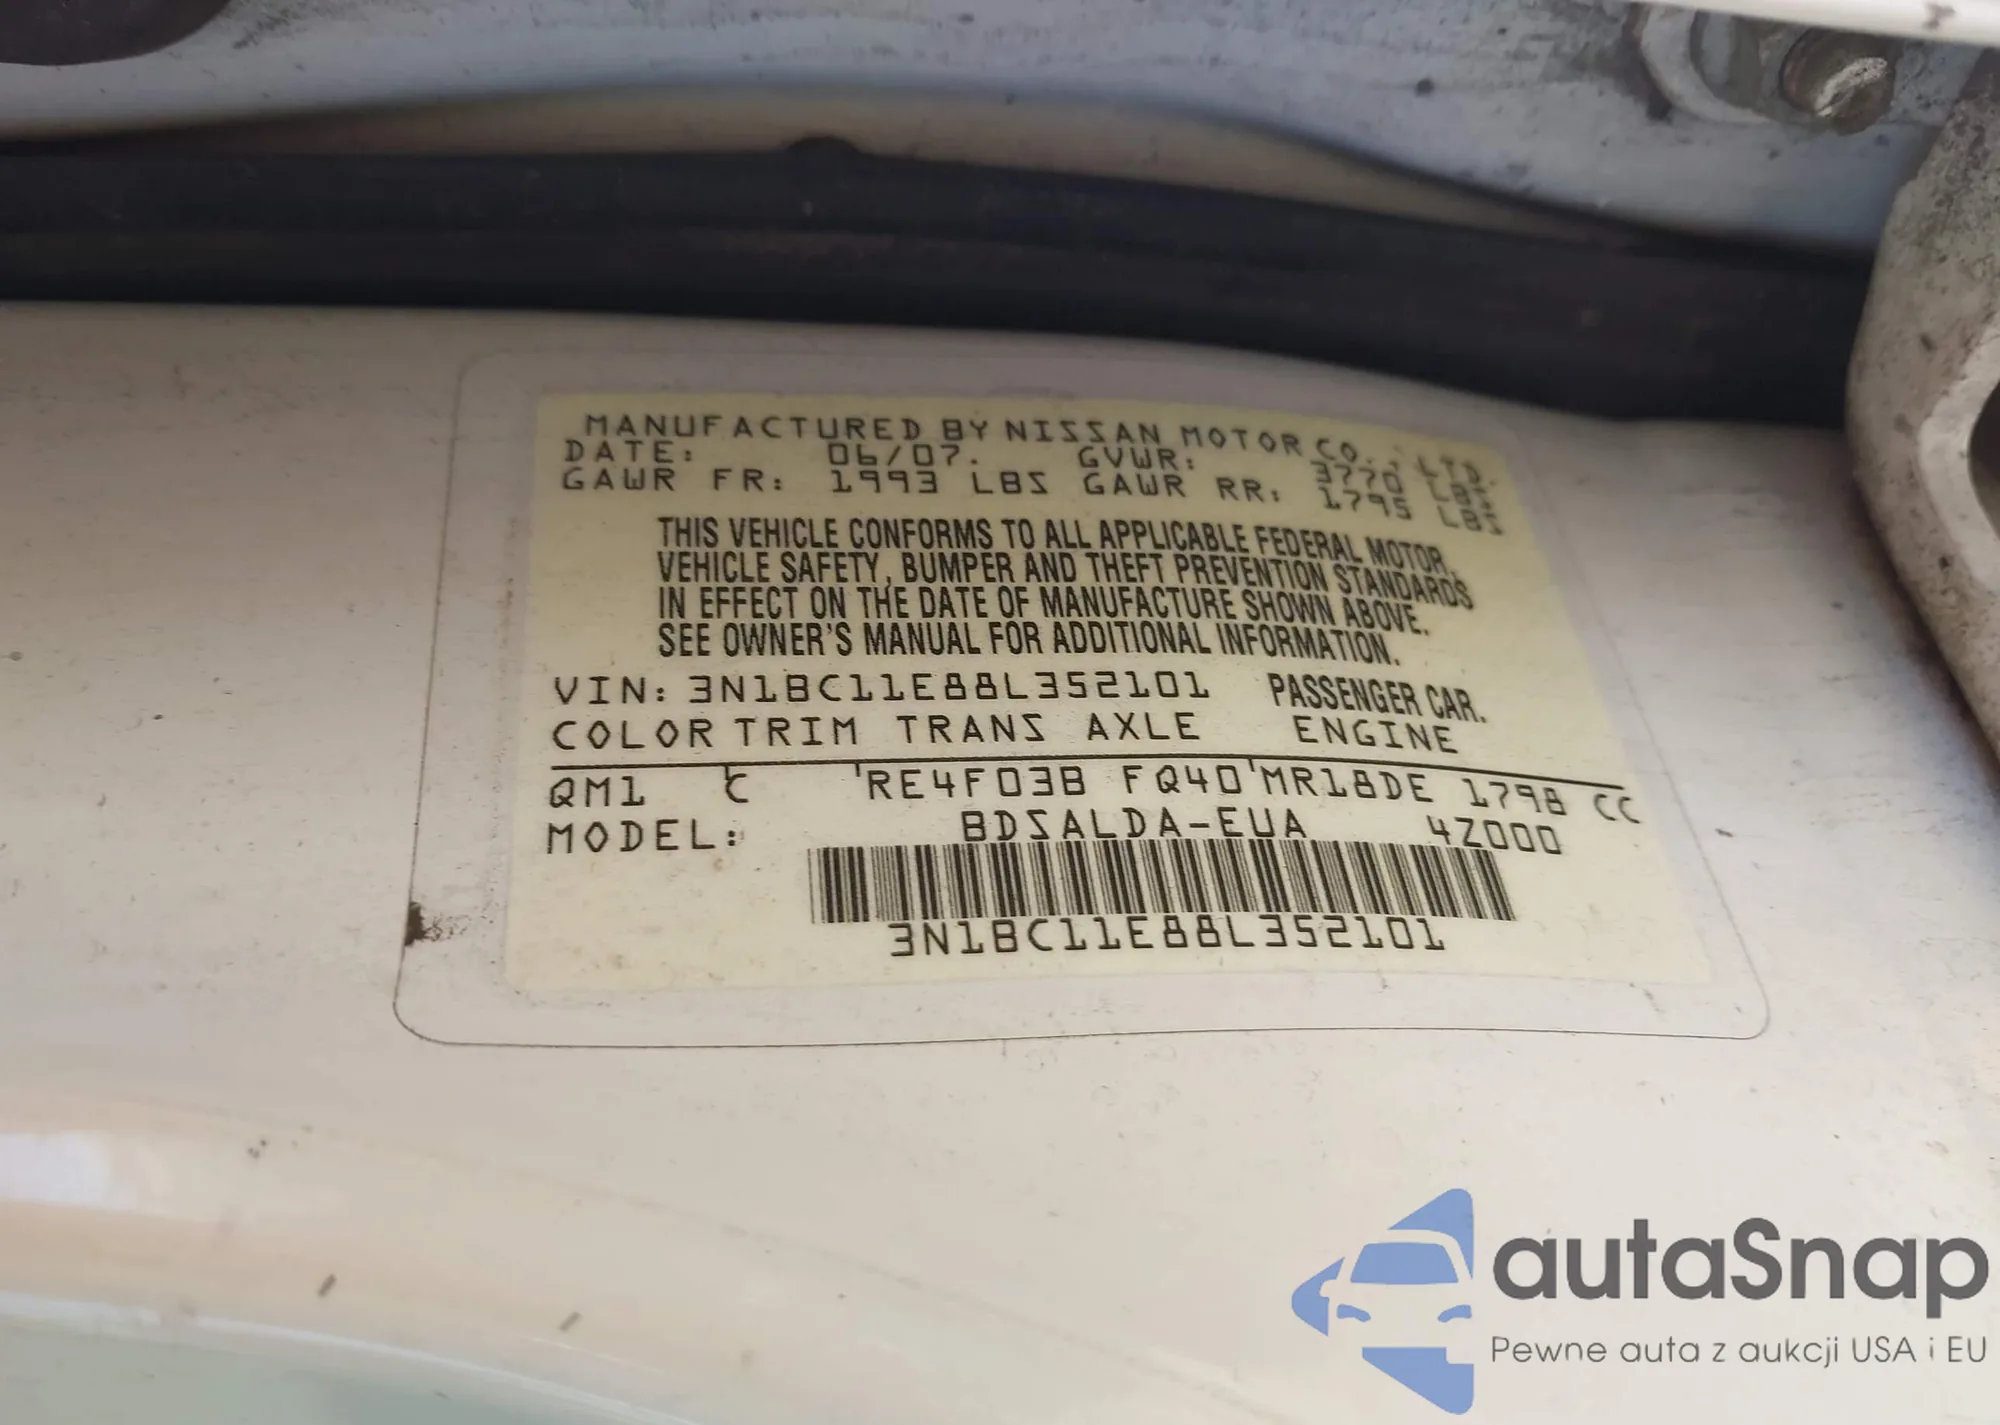 MANUFACTURED BY NISSAN MOTOR CO., LTD.
DATE: 06/07. GVWR: 3770 LBS
GAWR FR: 1993 LBS GAWR RR: 1795 LBS
THIS VEHICLE CONFORMS TO ALL APPLICABLE FEDERAL MOTOR
VEHICLE SAFETY, BUMPER AND THEFT PREVENTION STANDARDS
IN EFFECT ON THE DATE OF MANUFACTURE SHOWN ABOVE.
SEE OWNER'S MANUAL FOR ADDITIONAL INFORMATION.
VIN: 3N1BC11E88L352101 PASSENGER CAR.
COLOR TRIM TRANS AXLE ENGINE
QM1 C RE4F03B FQ40 MR18DE 1798 CC
MODEL: BDSALDA-EUA 4Z000
3N1BC11E88L352101
autaSnap
Pewne auta z aukcji USA i EU